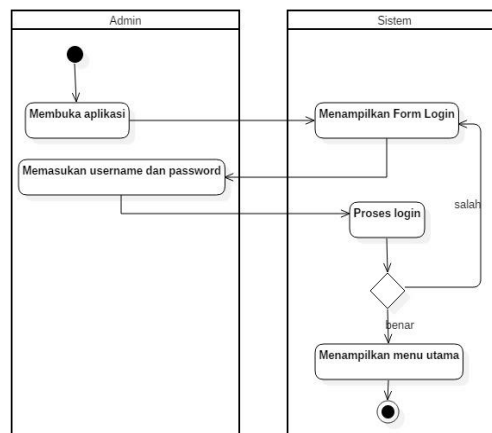 Admin
Sistem
Membuka aplikasi
Menampilkan Form Login
Memasukan username dan password
Proses login
salah
benar
Menampilkan menu utama